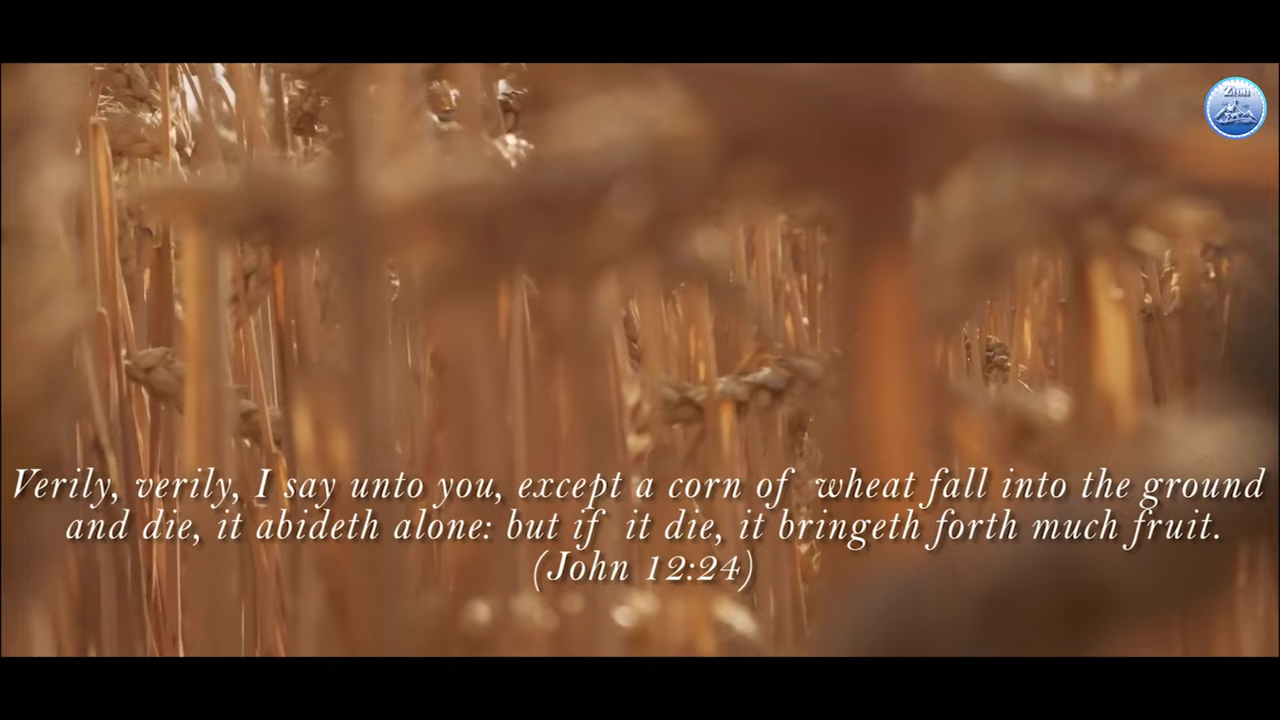 Zion
Verily, verily, I say unto you, except a corn of wheat fall into the ground
and die, it abideth alone: but if it die, it bringeth forth much fruit.
(John 12:24)